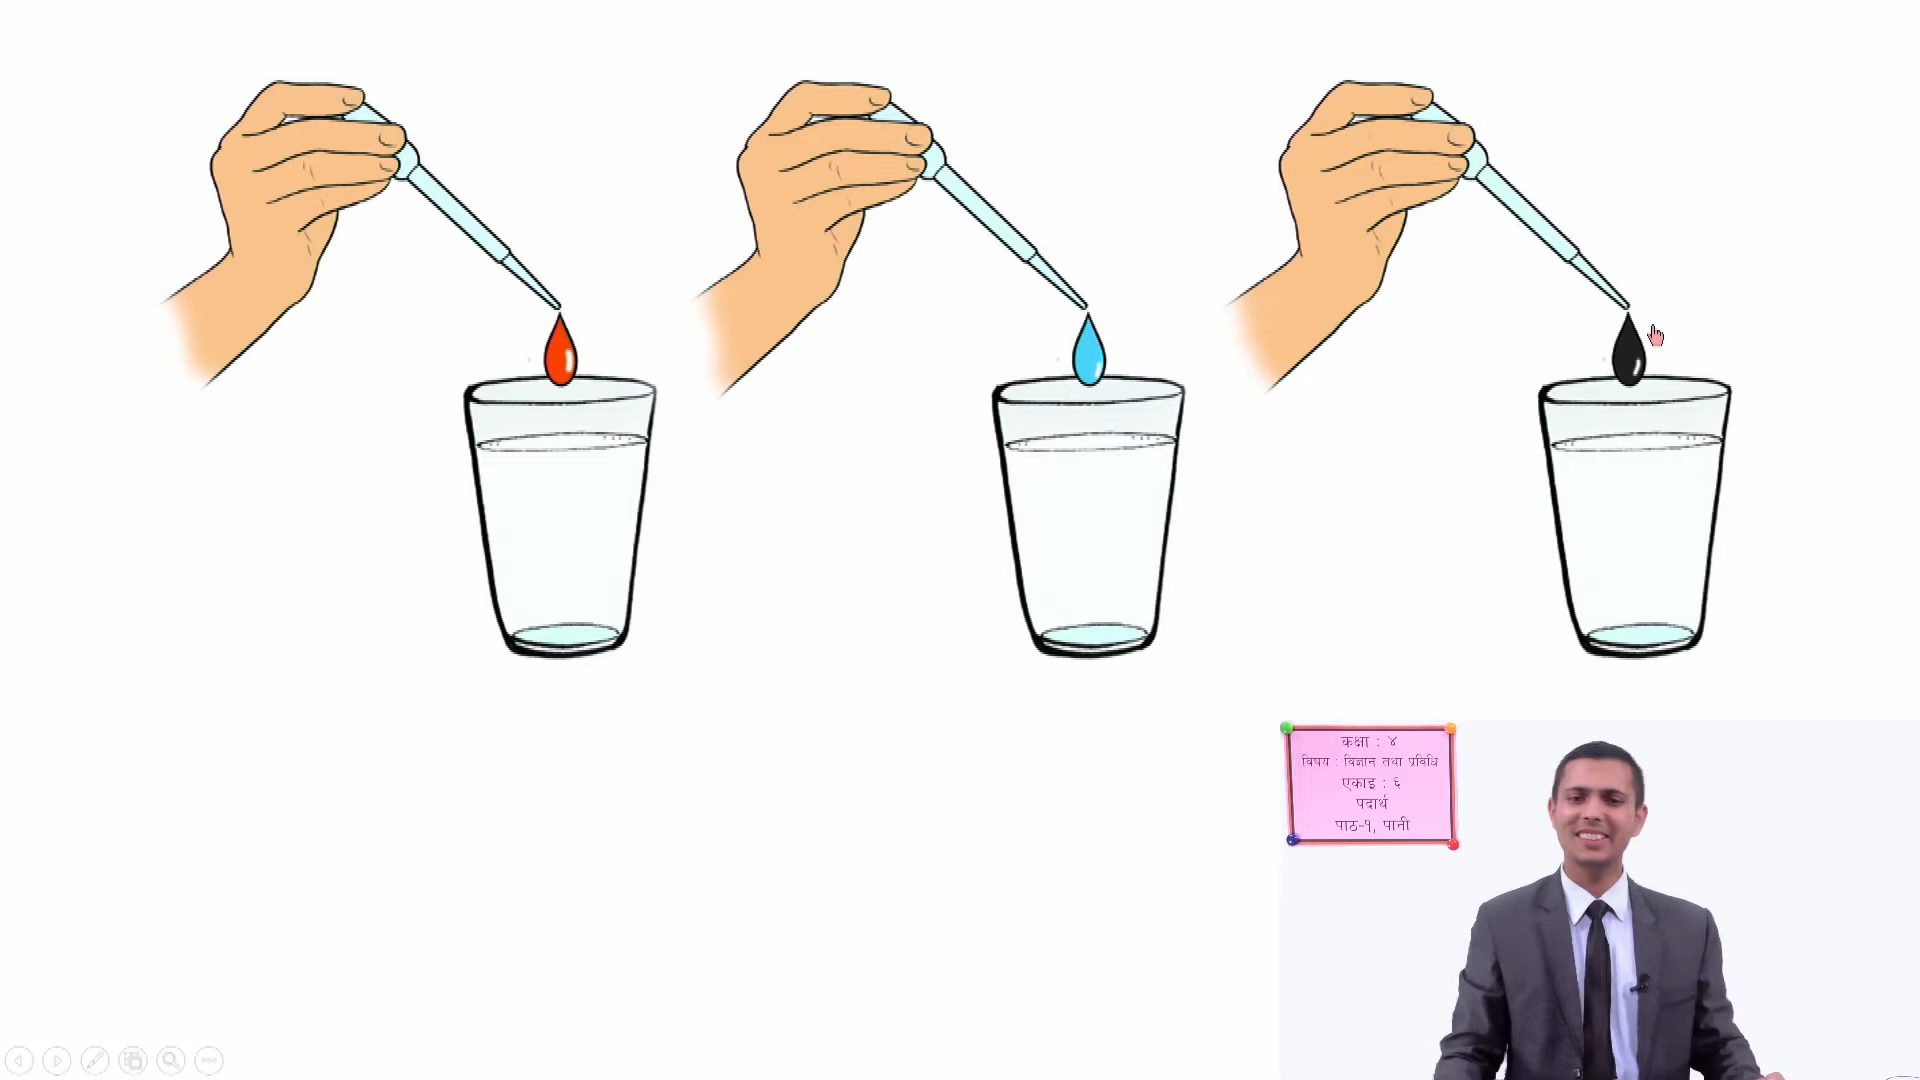 कक्षा : ४
विषय : विज्ञान तथा प्रविधि
एकाइ : ६
पदार्थ
पाठ-१, पानी